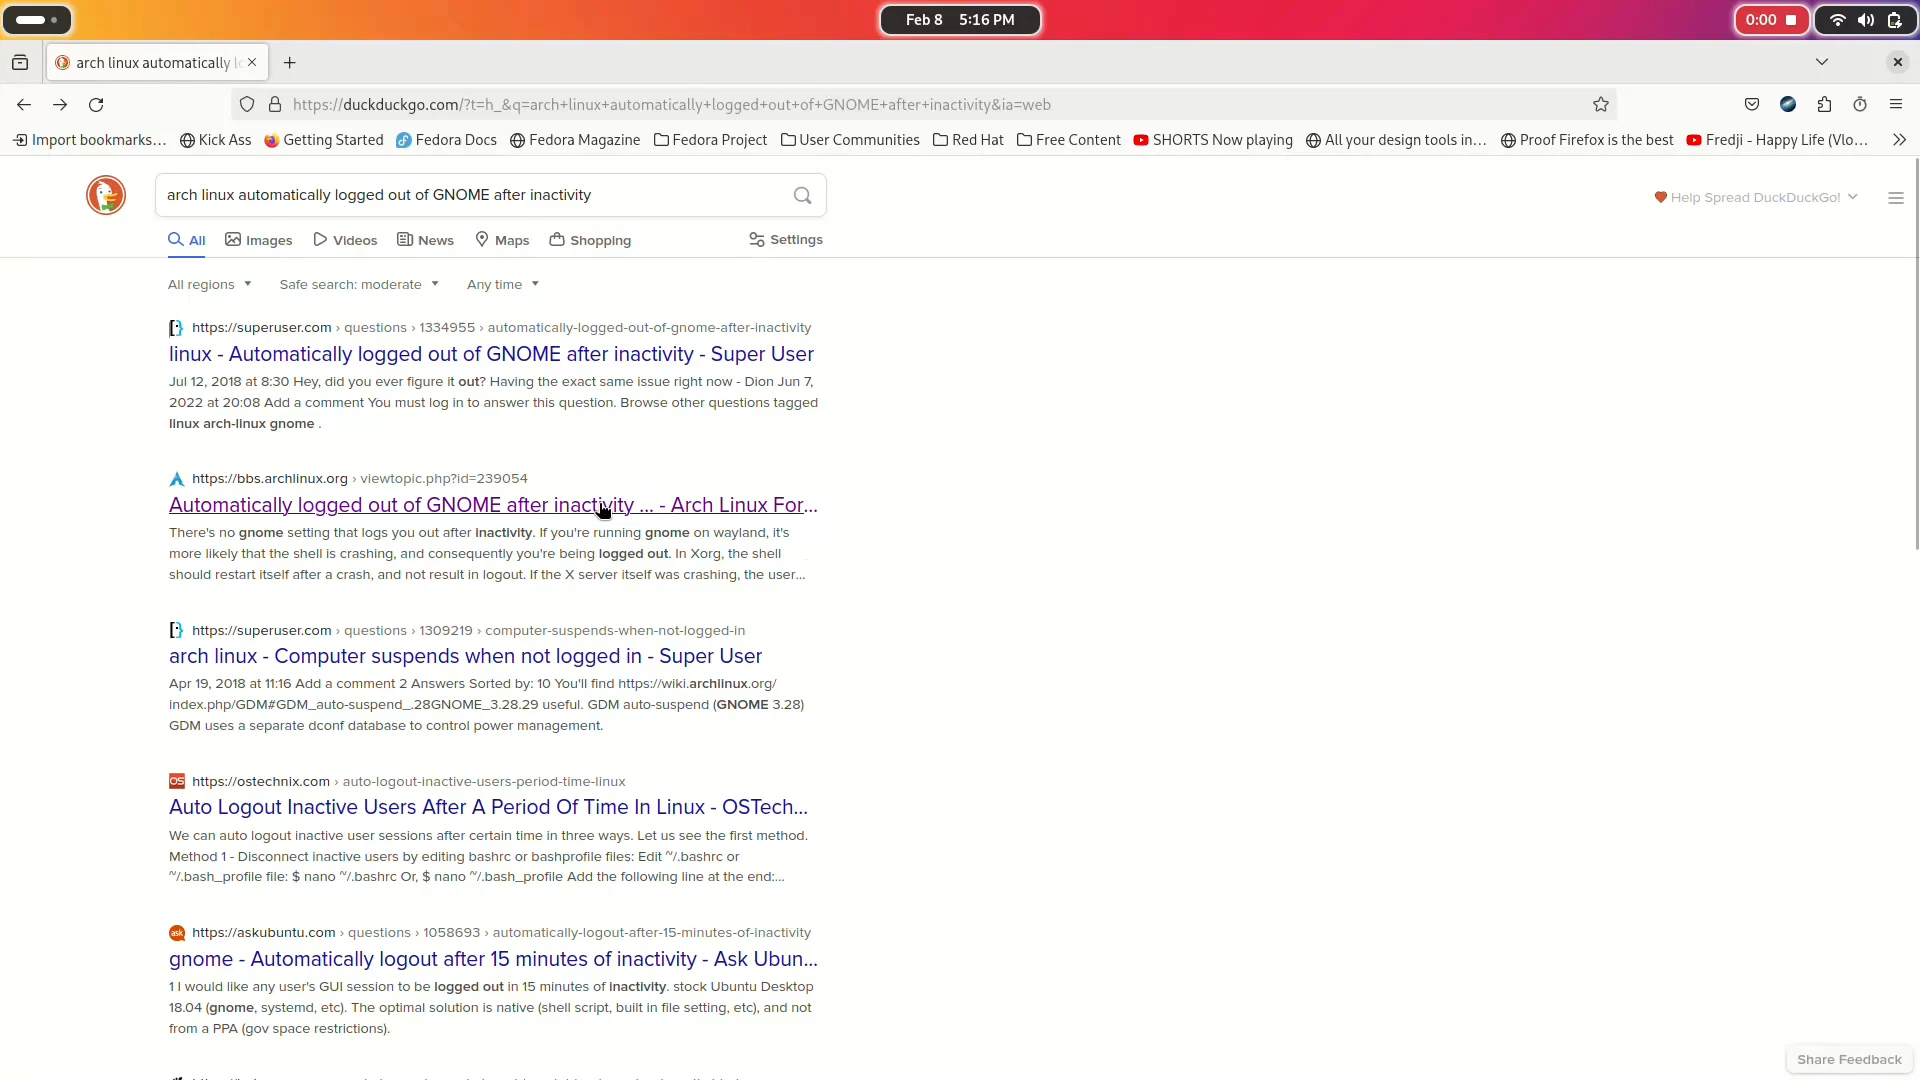 Feb 8 5:16 PM
0:00
arch linux automatically lo
https://duckduckgo.com/?t=h_&q=arch+linux+automatically+logged+out+of+GNOME+after+inactivity&ia=web
Import bookmarks... Kick Ass Getting Started Fedora Docs Fedora Magazine Fedora Project User Communities Red Hat Free Content SHORTS Now playing All your design tools in... Proof Firefox is the best Fredji - Happy Life (Vlo...
arch linux automatically logged out of GNOME after inactivity
Help Spread DuckDuckGo!
All Images Videos News Maps Shopping Settings
All regions Safe search: moderate Any time
https://superuser.com › questions › 1334955 › automatically-logged-out-of-gnome-after-inactivity
linux - Automatically logged out of GNOME after inactivity - Super User
Jul 12, 2018 at 8:30 Hey, did you ever figure it out? Having the exact same issue right now - Dion Jun 7,
2022 at 20:08 Add a comment You must log in to answer this question. Browse other questions tagged
linux arch-linux gnome .
https://bbs.archlinux.org › viewtopic.php?id=239054
Automatically logged out of GNOME after inactivity ... - Arch Linux For...
There's no gnome setting that logs you out after inactivity. If you're running gnome on wayland, it's
more likely that the shell is crashing, and consequently you're being logged out. In Xorg, the shell
should restart itself after a crash, and not result in logout. If the X server itself was crashing, the user...
https://superuser.com › questions › 1309219 › computer-suspends-when-not-logged-in
arch linux - Computer suspends when not logged in - Super User
Apr 19, 2018 at 11:16 Add a comment 2 Answers Sorted by: 10 You'll find https://wiki.archlinux.org/
index.php/GDM#GDM_auto-suspend_.28GNOME_3.28.29 useful. GDM auto-suspend (GNOME 3.28)
GDM uses a separate dconf database to control power management.
OS https://ostechnix.com › auto-logout-inactive-users-period-time-linux
Auto Logout Inactive Users After A Period Of Time In Linux - OSTech...
We can auto logout inactive user sessions after certain time in three ways. Let us see the first method.
Method 1 - Disconnect inactive users by editing bashrc or bashprofile files: Edit ~/.bashrc or
~/.bash_profile file: $ nano ~/.bashrc Or, $ nano ~/.bash_profile Add the following line at the end:...
ask https://askubuntu.com › questions › 1058693 › automatically-logout-after-15-minutes-of-inactivity
gnome - Automatically logout after 15 minutes of inactivity - Ask Ubun...
1 I would like any user's GUI session to be logged out in 15 minutes of inactivity. stock Ubuntu Desktop
18.04 (gnome, systemd, etc). The optimal solution is native (shell script, built in file setting, etc), and not
from a PPA (gov space restrictions).
Share Feedback